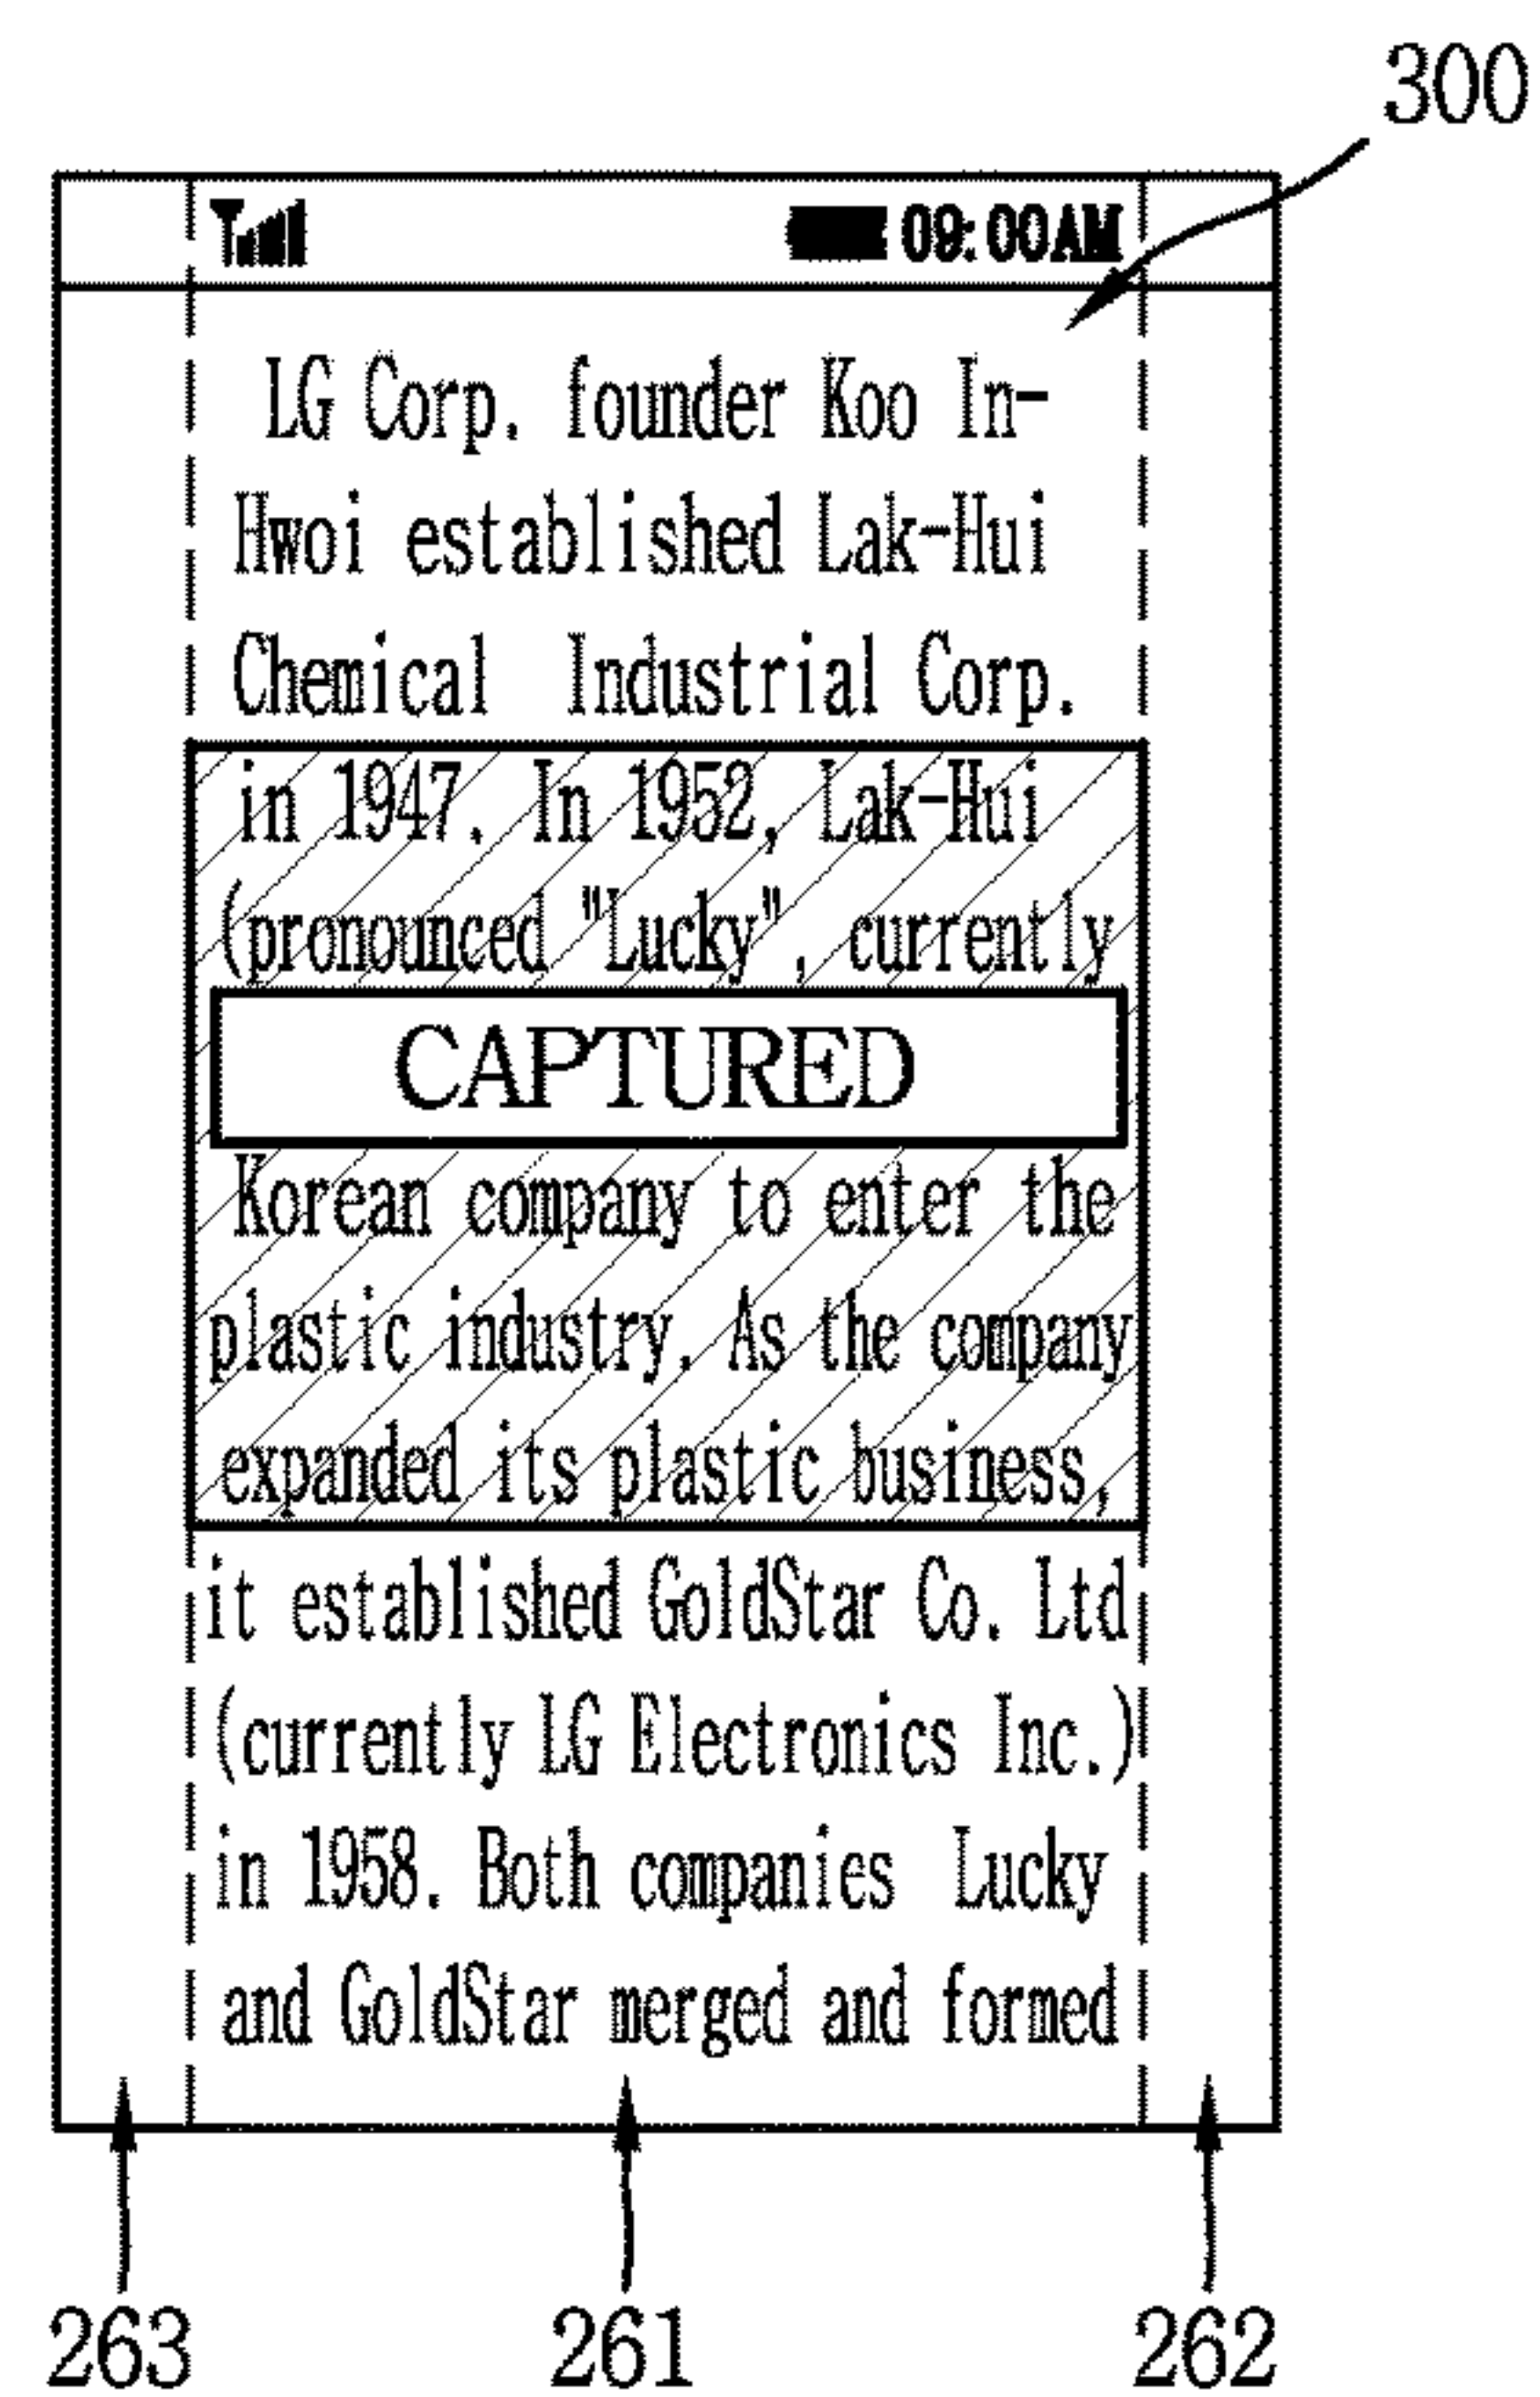 300
09:00AM
LG Corp. founder Koo In-
Hwoi established Lak-Hui
Chemical Industrial Corp.
in 1947. In 1952, Lak-Hui
(pronounced "Lucky", currently
CAPTURED
Korean company to enter the
plastic industry. As the company
expanded its plastic business,
it established GoldStar Co. Ltd
(currently LG Electronics Inc.)
in 1958. Both companies Lucky
and GoldStar merged and formed
263 261 262